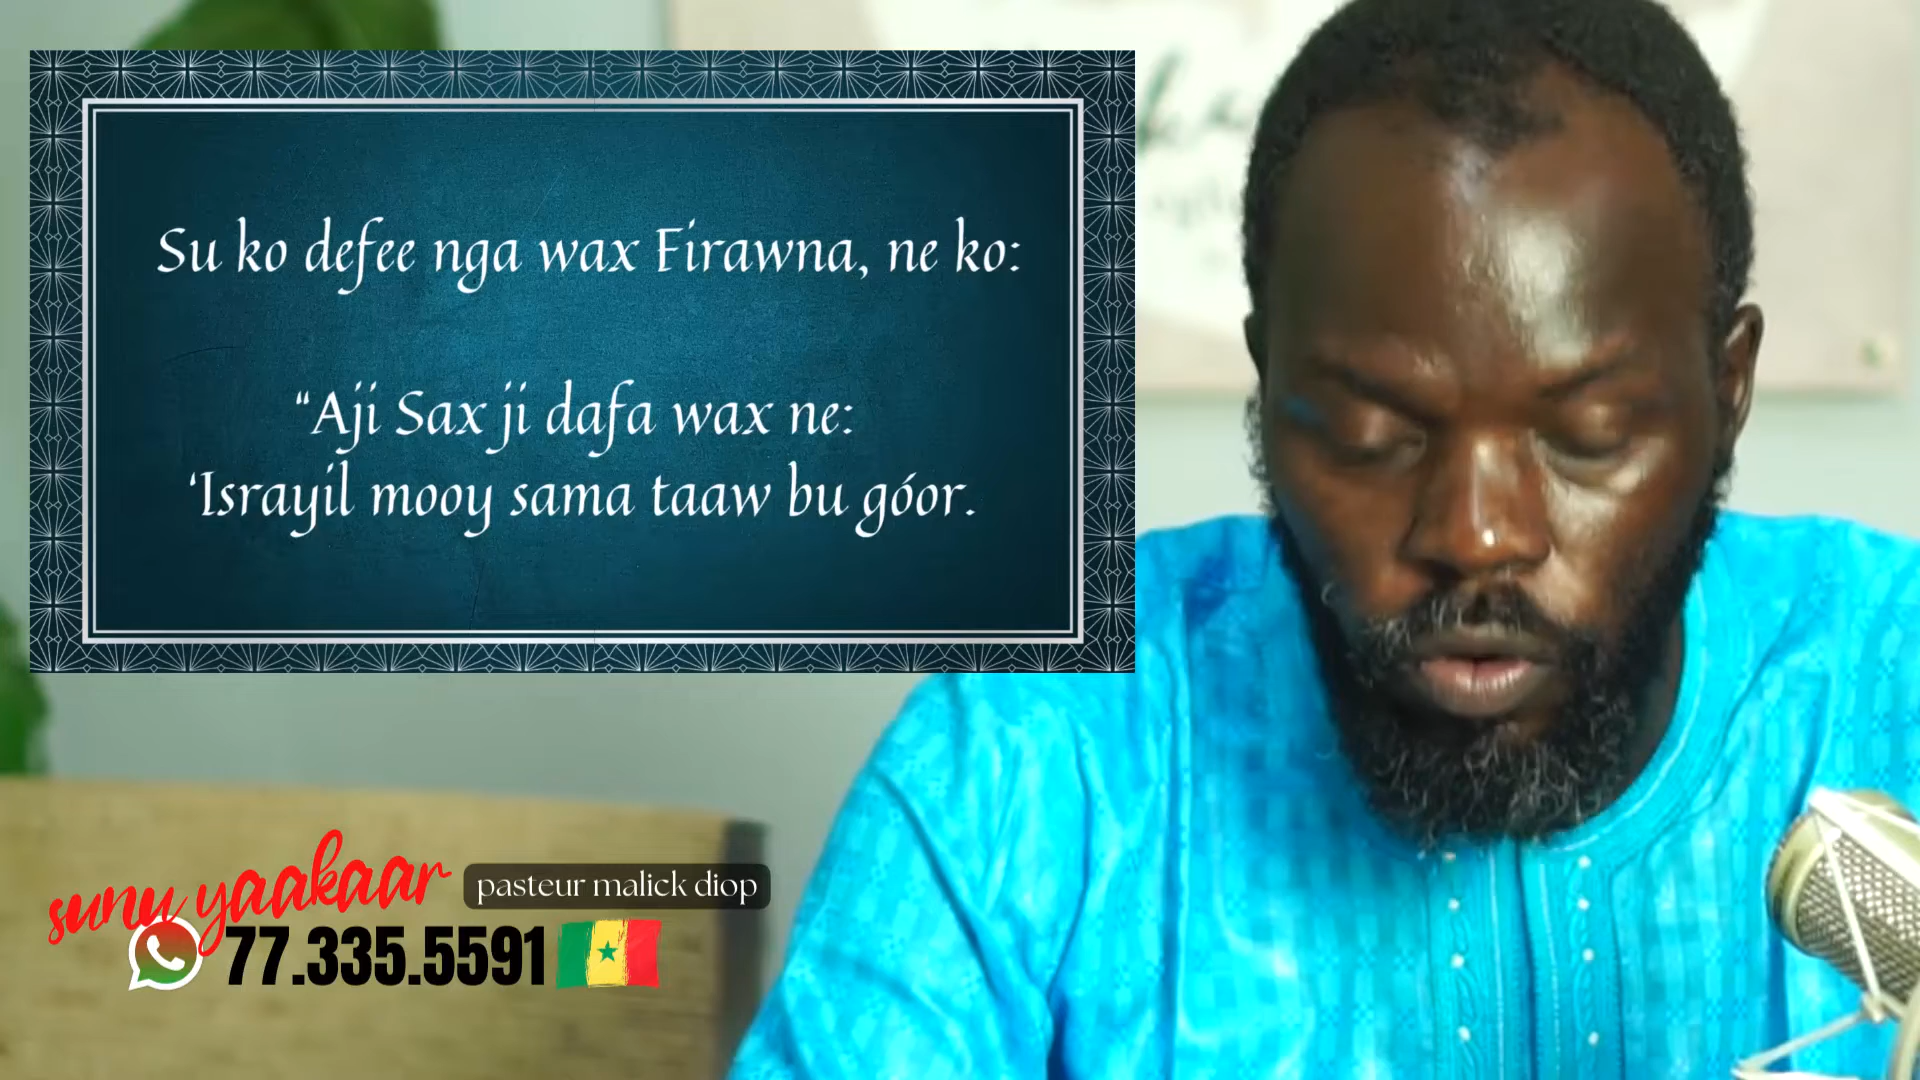 Su ko defee nga wax Firawna, ne ko:
“Aji Sax ji dafa wax ne:
‘Israyil mooy sama taaw bu góor.
sunu yaakaar
pasteur malick diop
77.335.5591